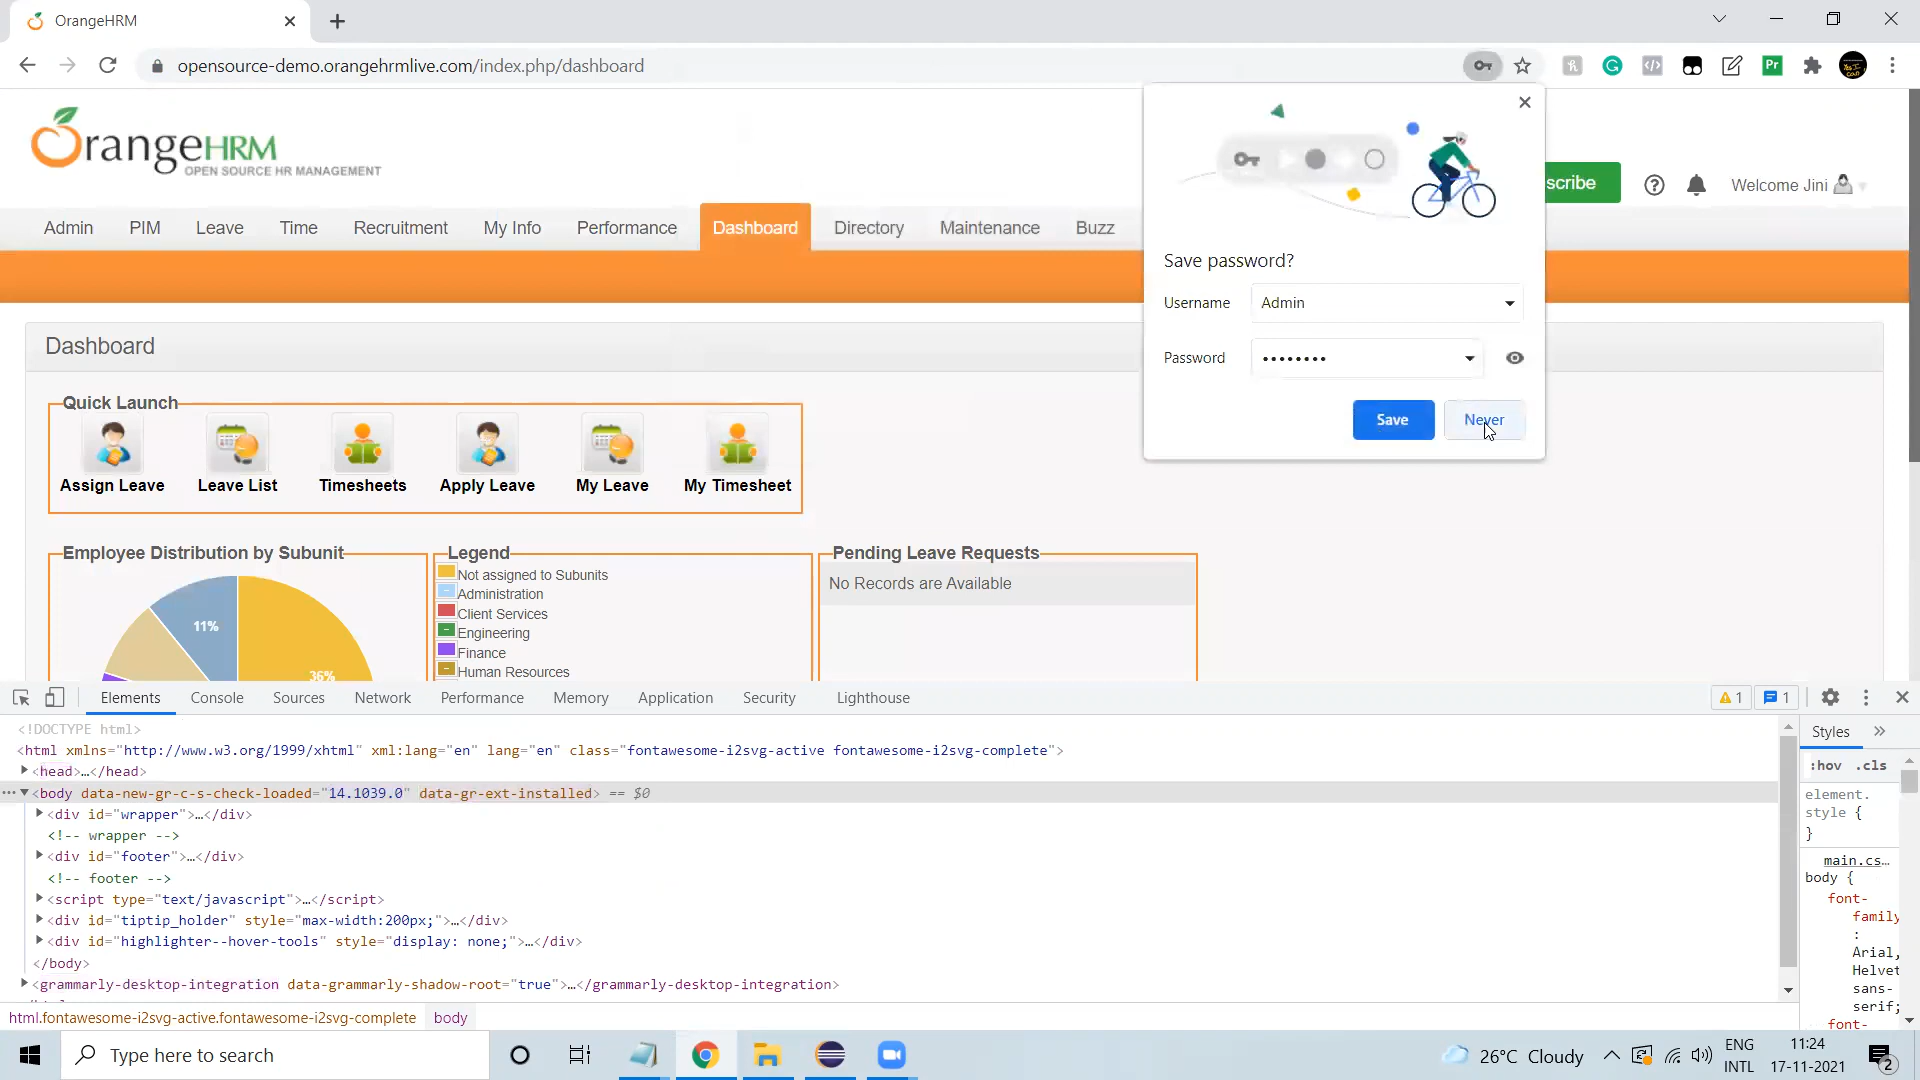 OrangeHRM
opensource-demo.orangehrmlive.com/index.php/dashboard
Pr
OrangeHRM
OPEN SOURCE HR MANAGEMENT
scribe
Welcome Jini
Admin PIM Leave Time Recruitment My Info Performance Dashboard Directory Maintenance Buzz
Save password?
Username Admin
Password ••••••••
Save Never
Dashboard
Quick Launch
Assign Leave Leave List Timesheets Apply Leave My Leave My Timesheet
Employee Distribution by Subunit
11%
36%
Legend
Not assigned to Subunits
Administration
Client Services
Engineering
Finance
Human Resources
Pending Leave Requests
No Records are Available
Elements Console Sources Network Performance Memory Application Security Lighthouse 1 1
<!DOCTYPE html>
<html xmlns="http://www.w3.org/1999/xhtml" xml:lang="en" lang="en" class="fontawesome-i2svg-active fontawesome-i2svg-complete">
<head>…</head>
<body data-new-gr-c-s-check-loaded="14.1039.0" data-gr-ext-installed> == $0
<div id="wrapper">…</div>
<!-- wrapper -->
<div id="footer">…</div>
<!-- footer -->
<script type="text/javascript">…</script>
<div id="tiptip_holder" style="max-width:200px;">…</div>
<div id="highlighter--hover-tools" style="display: none;">…</div>
</body>
<grammarly-desktop-integration data-grammarly-shadow-root="true">…</grammarly-desktop-integration>
html.fontawesome-i2svg-active.fontawesome-i2svg-complete body
Styles
:hov .cls
element.
style {
}
main.cs…
body {
font-
family
:
Arial,
Helvet
sans-
serif;
font-
Type here to search
26°C Cloudy
ENG
INTL
11:24
17-11-2021
2